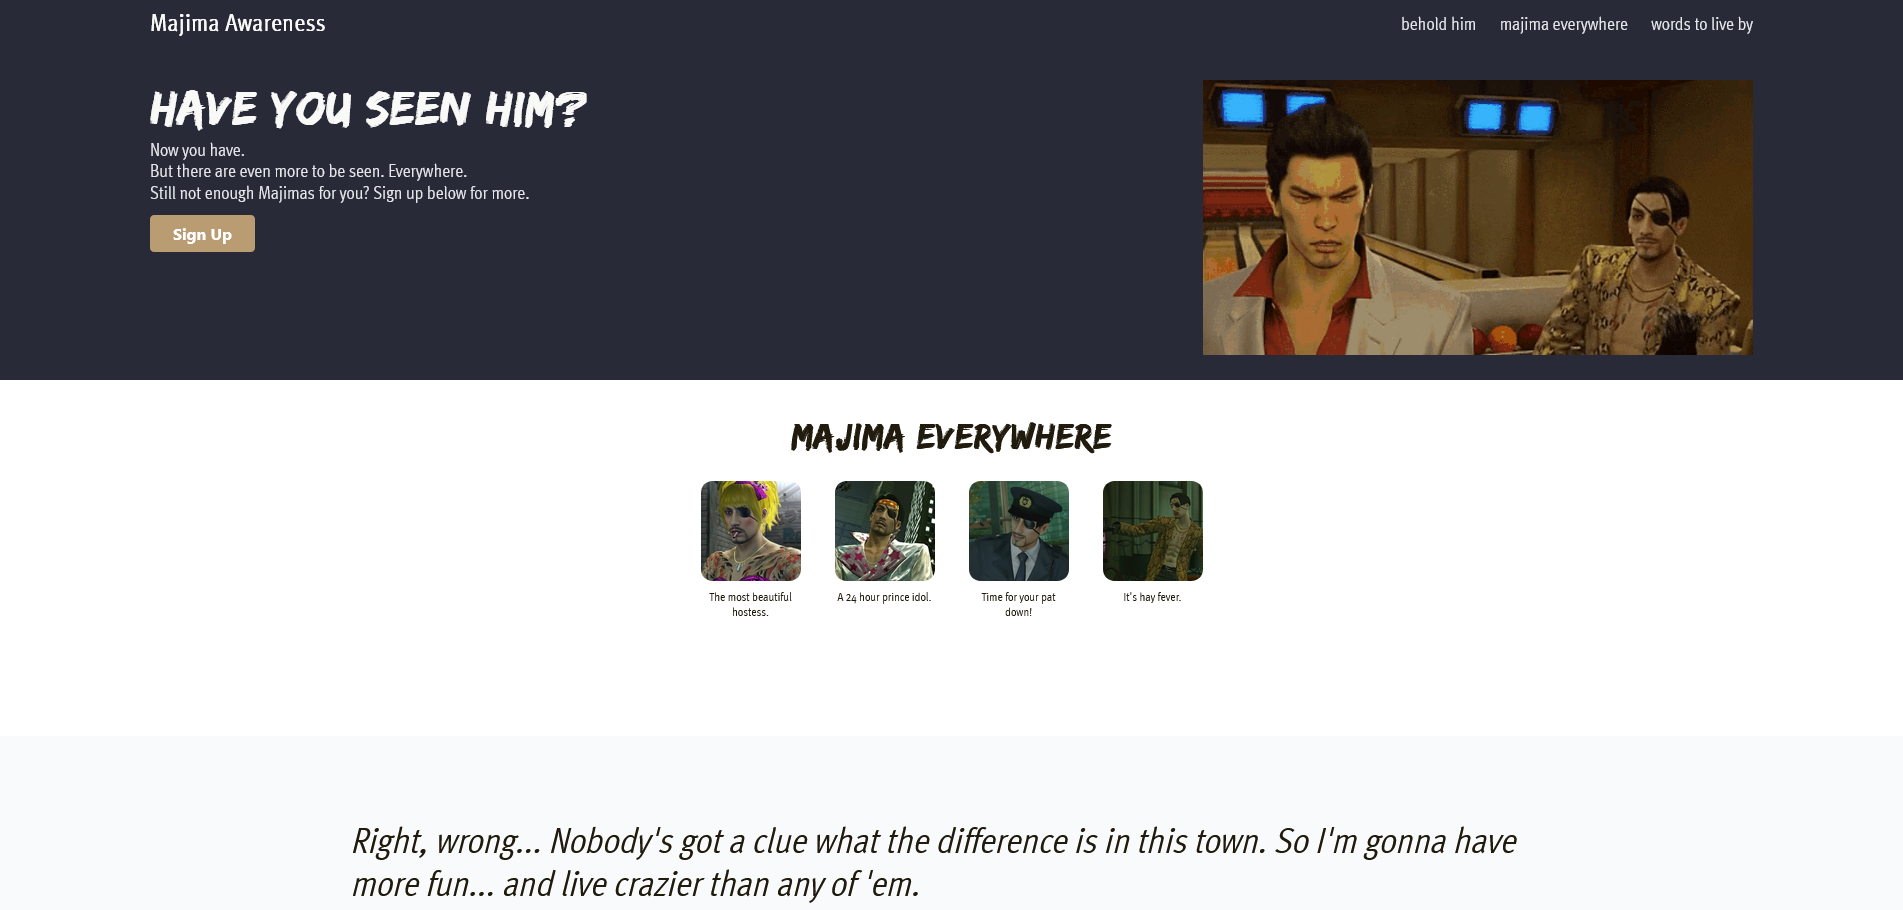 Majima Awareness
behold him majima everywhere words to live by
HAVE YOU SEEN HIM?
Now you have.
But there are even more to be seen. Everywhere.
Still not enough Majimas for you? Sign up below for more.
Sign Up
MAJIMA EVERYWHERE
The most beautiful
hostess.
A 24 hour prince idol.
Time for your pat
down!
It's hay fever.
Right, wrong... Nobody's got a clue what the difference is in this town. So I'm gonna have
more fun... and live crazier than any of 'em.